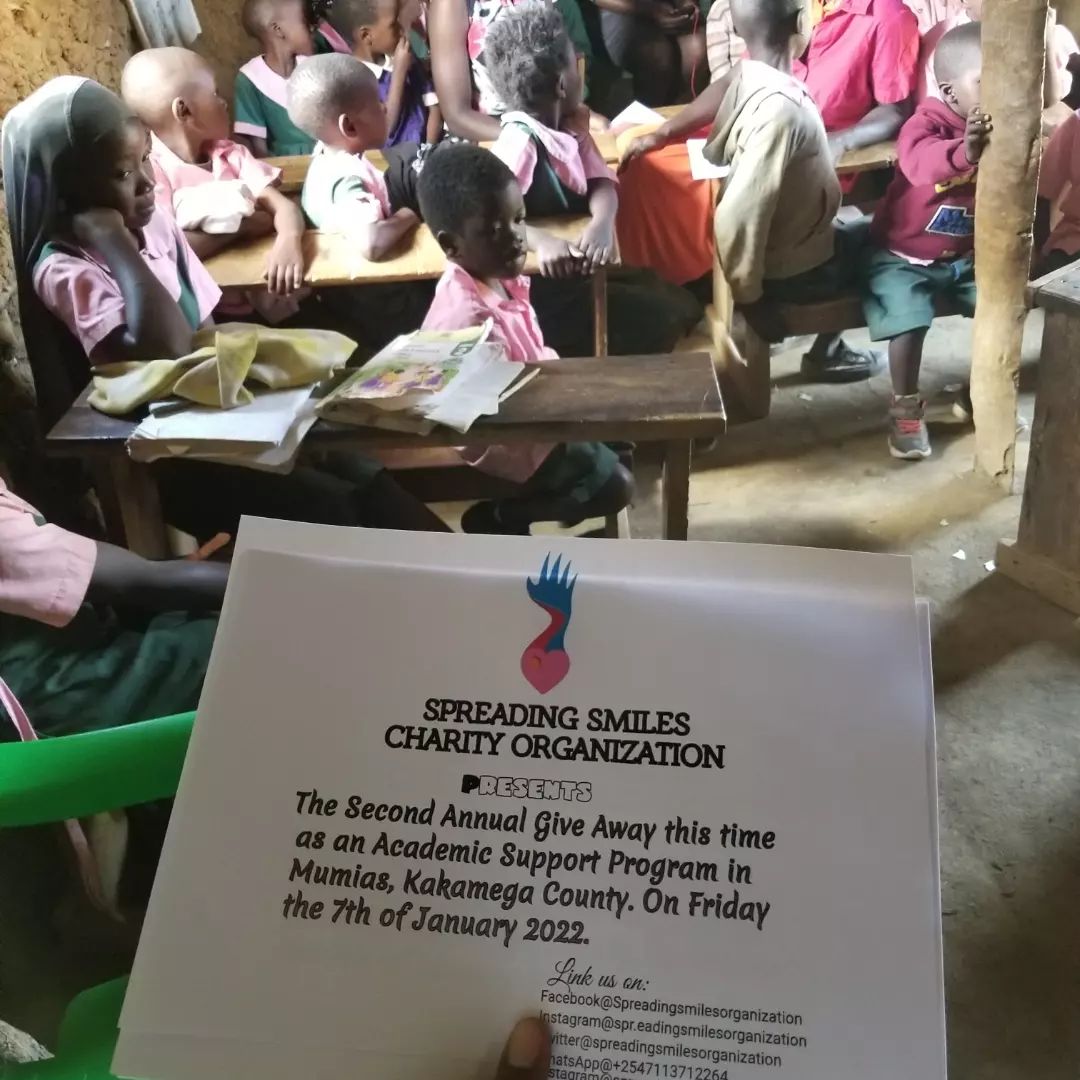 SPREADING SMILES
CHARITY ORGANIZATION
PRESENTS
The Second Annual Give Away this time
as an Academic Support Program in
Mumias, Kakamega County. On Friday
the 7th of January 2022.
Link us on:
Facebook@Spreadingsmilesorganization
Instagram@spr.eadingsmilesorganization
witter@spreadingsmilesorganization
hatsApp@+2547113712264